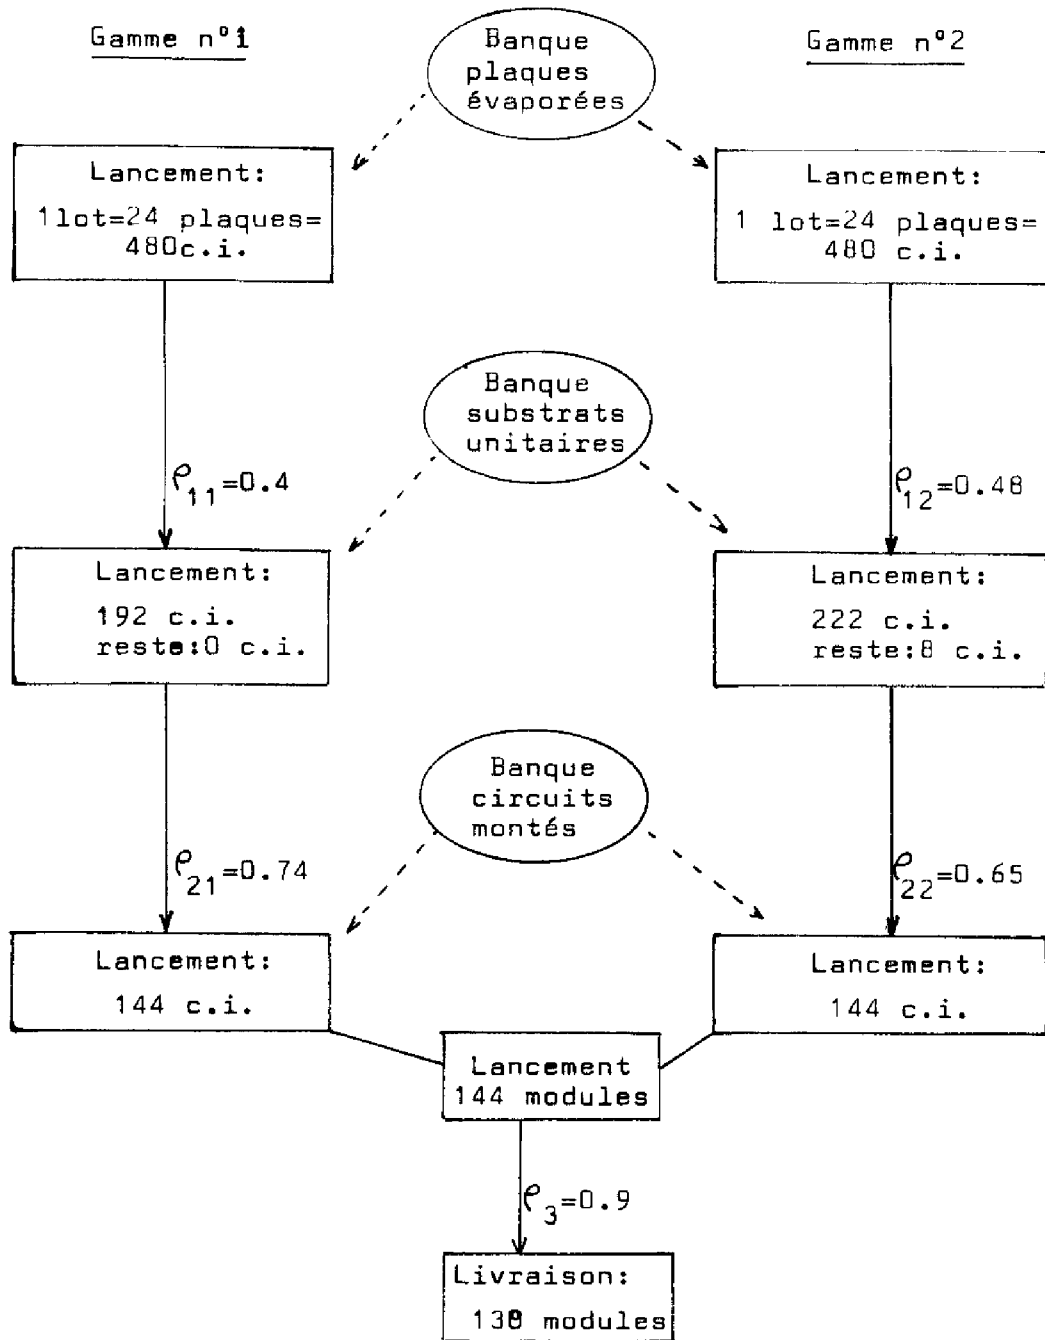 Gamme n°1
Banque
plaques
évaporées
Gamme n°2
Lancement:
1lot=24 plaques=
480c.i.
Lancement:
1 lot=24 plaques=
480 c.i.
Banque
substrats
unitaires
ρ11=0.4
ρ12=0.48
Lancement:
192 c.i.
reste:0 c.i.
Lancement:
222 c.i.
reste:8 c.i.
Banque
circuits
montés
ρ21=0.74
ρ22=0.65
Lancement:
144 c.i.
Lancement:
144 c.i.
Lancement
144 modules
ρ3=0.9
Livraison:
modules